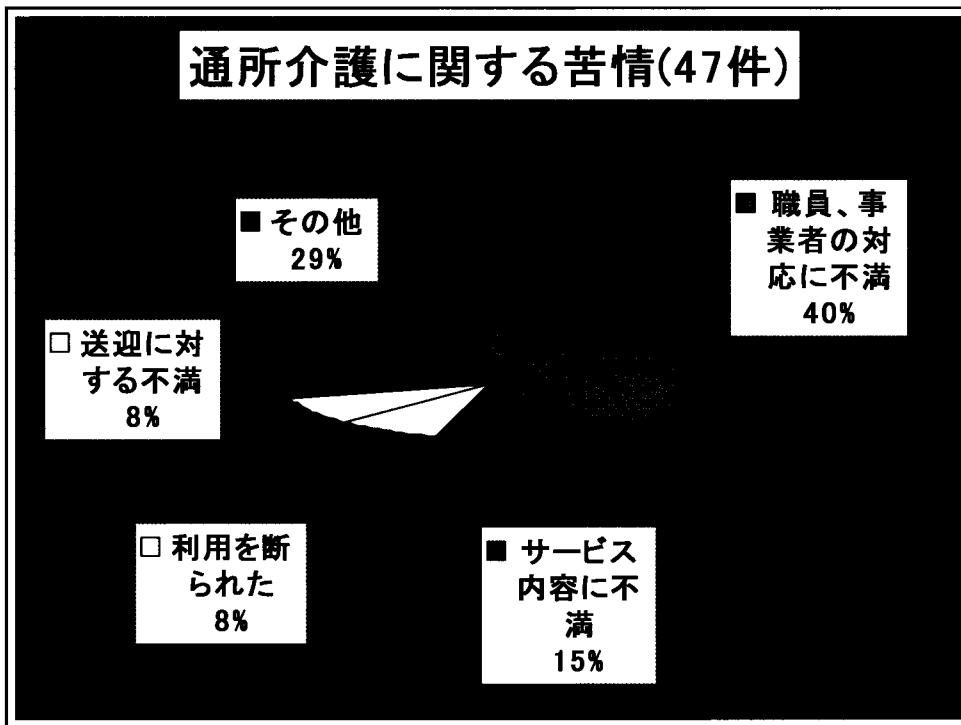 通所介護に関する苦情(47件)
■ 職員、事
業者の対
応に不満
40%
■ その他
29%
□ 送迎に対
する不満
8%
□ 利用を断
られた
8%
■ サービス
内容に不
満
15%